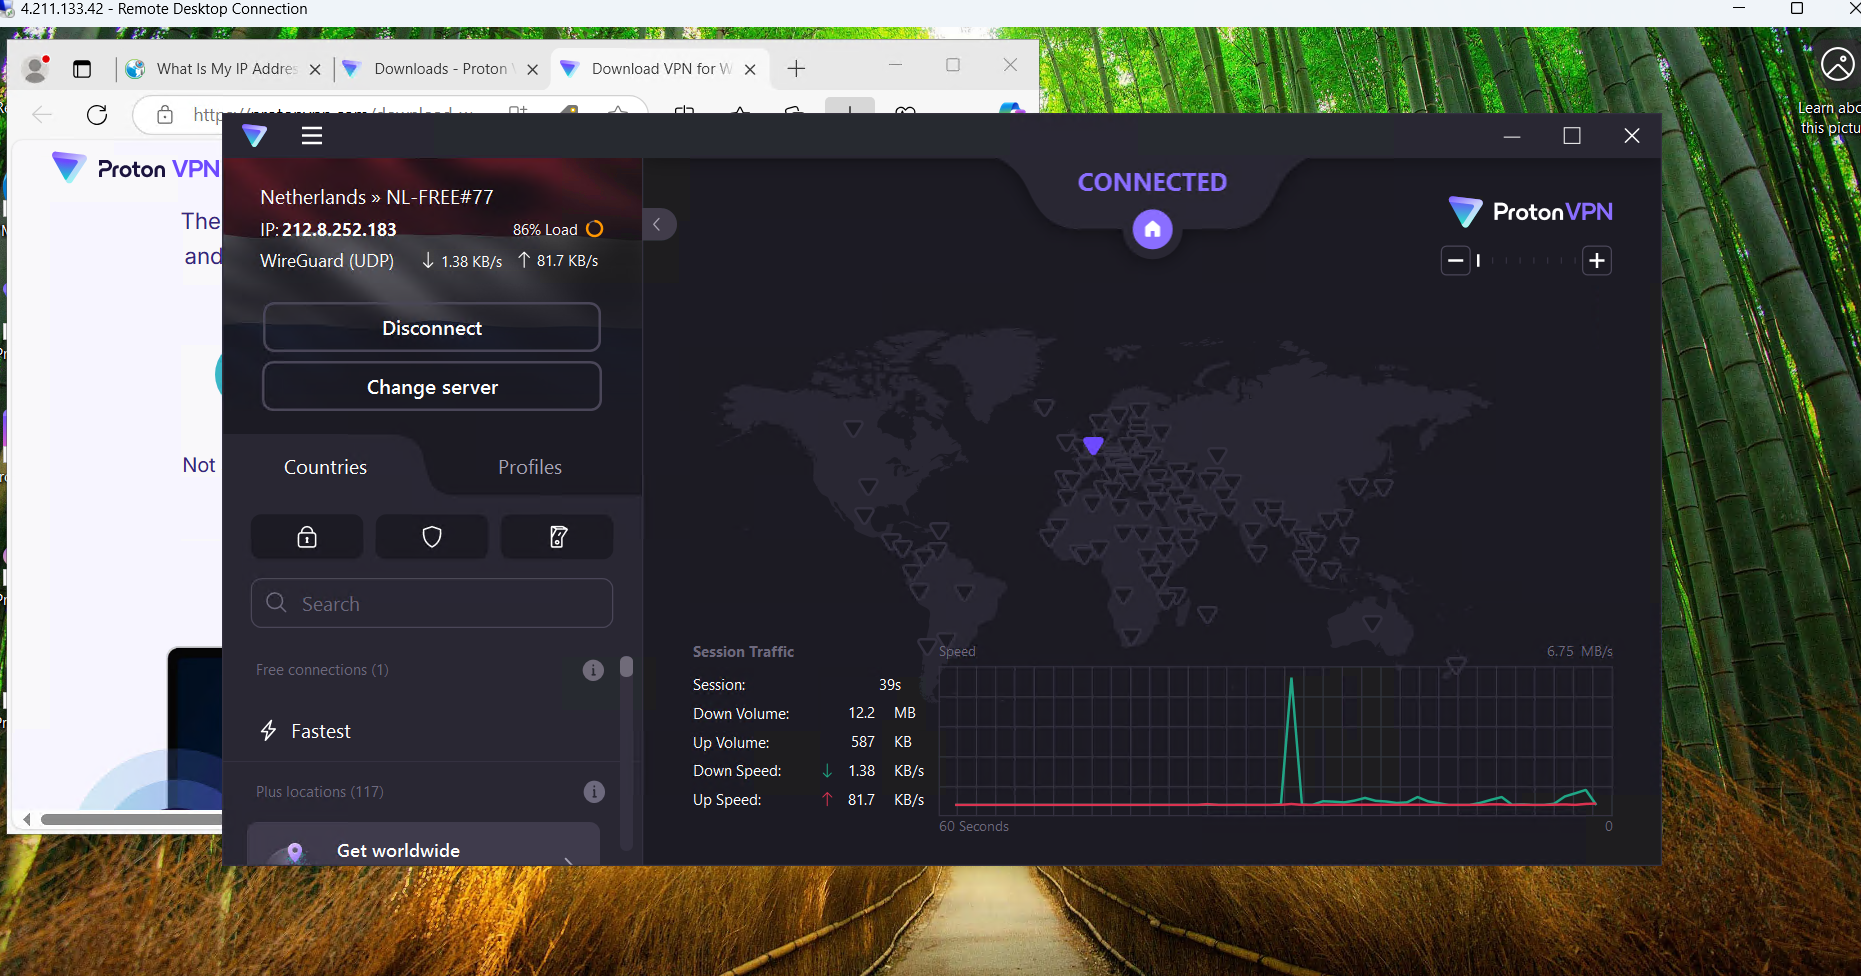 4.211.133.42 - Remote Desktop Connection
What Is My IP Addres
Downloads - Proton
Download VPN for W
Learn abo
this pictu
Proton VPN
The
and
Not
CONNECTED
ProtonVPN
Netherlands » NL-FREE#77
IP: 212.8.252.183
86% Load
WireGuard (UDP)
↓ 1.38 KB/s
↑ 81.7 KB/s
Disconnect
Change server
Countries
Profiles
Search
Free connections (1)
Fastest
Plus locations (117)
Get worldwide
Session Traffic
Session: 39s
Down Volume: 12.2 MB
Up Volume: 587 KB
Down Speed: ↓ 1.38 KB/s
Up Speed: ↑ 81.7 KB/s
Speed
6.75 MB/s
60 Seconds
0